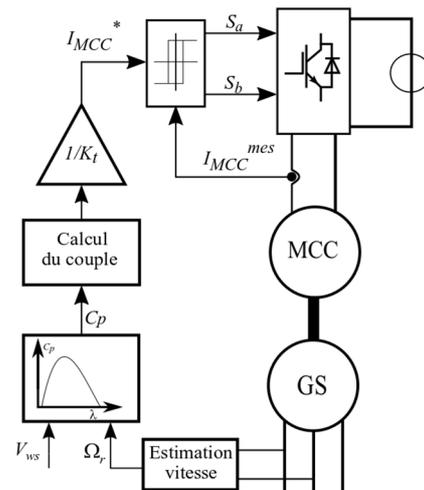 I_MCC^*
S_a
S_b
1/K_t
I_MCC^mes
Calcul
du couple
MCC
Cp
C_p
λ
GS
V_ws
Ω_r
Estimation
vitesse